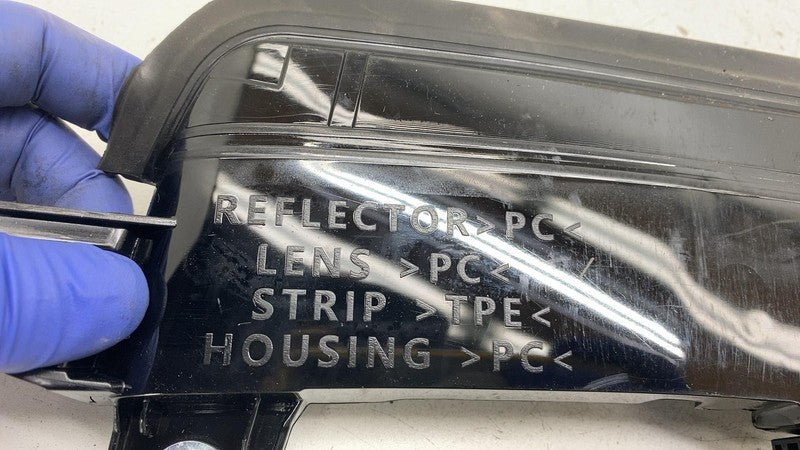 REFLECTOR>PC<
LENS >PC<
STRIP >TPE<
HOUSING >PC<